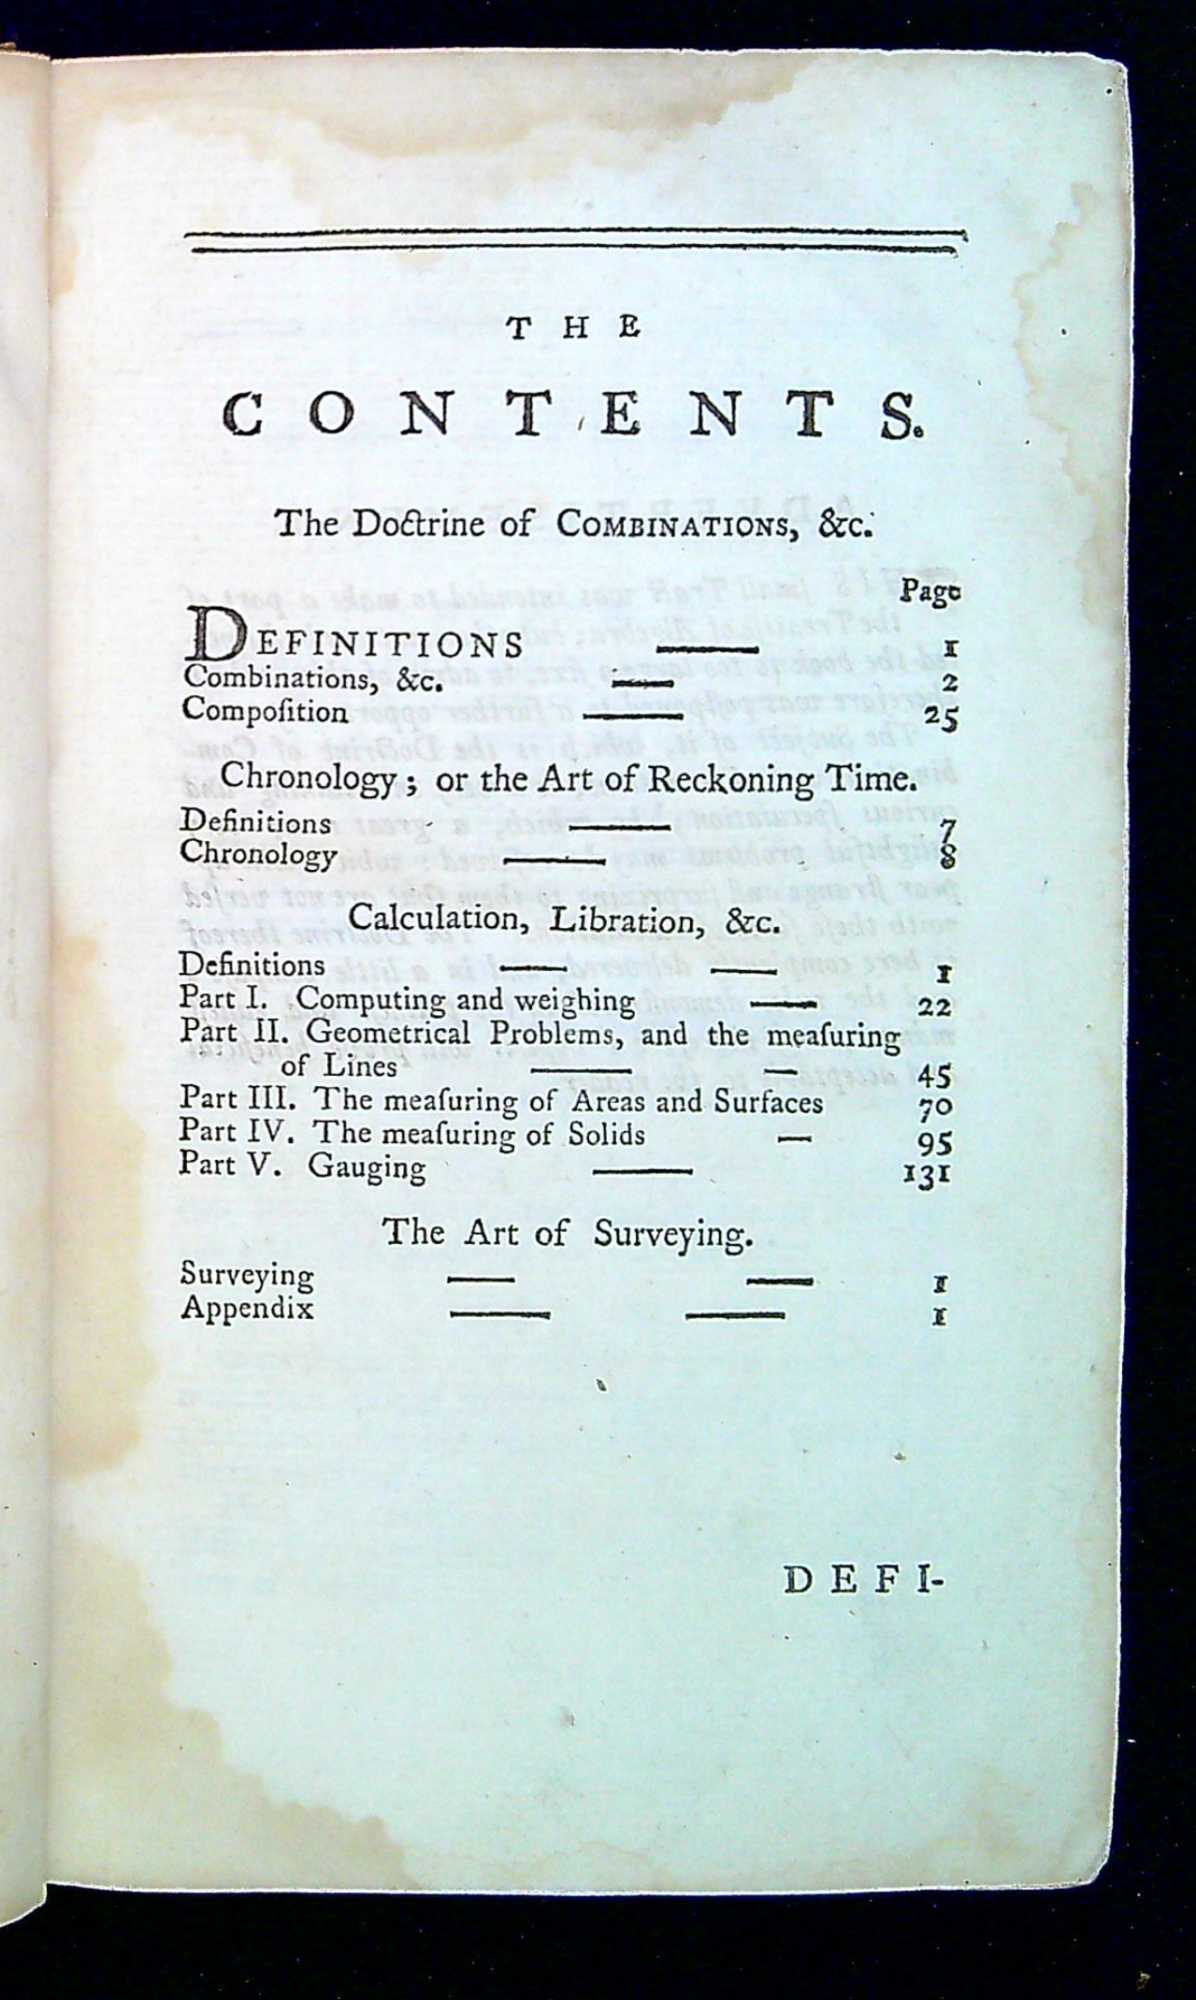 THE
CONTENTS.
The Doctrine of COMBINATIONS, &c.
Page
DEFINITIONS —— 1
Combinations, &c. —— 2
Compoſition —— 25
Chronology; or the Art of Reckoning Time.
Definitions —— 7
Chronology —— 8
Calculation, Libration, &c.
Definitions —— —— 1
Part I. Computing and weighing —— 22
Part II. Geometrical Problems, and the meaſuring
of Lines —— — 45
Part III. The meaſuring of Areas and Surfaces 70
Part IV. The meaſuring of Solids — 95
Part V. Gauging —— 131
The Art of Surveying.
Surveying —— —— 1
Appendix —— —— 1
DEFI-